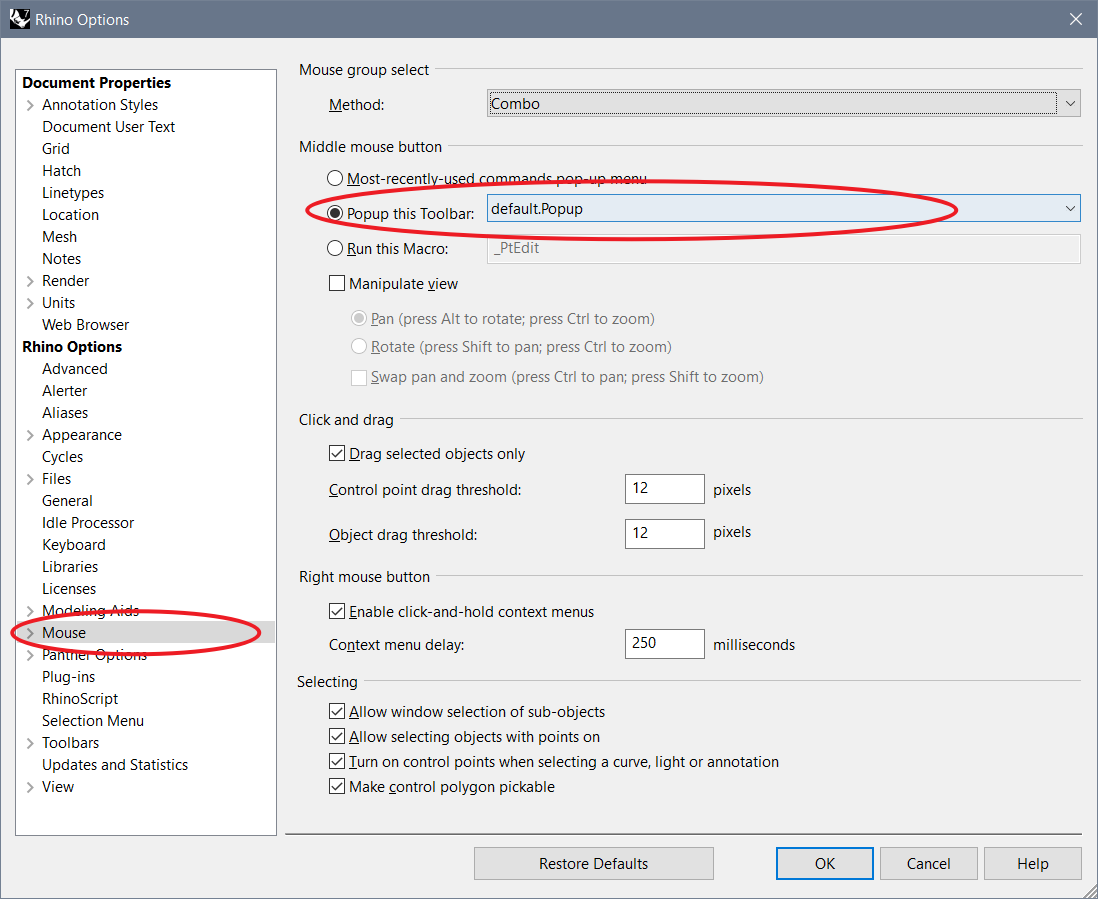 Rhino Options
Document Properties
Annotation Styles
Document User Text
Grid
Hatch
Linetypes
Location
Mesh
Notes
Render
Units
Web Browser
Rhino Options
Advanced
Alerter
Aliases
Appearance
Cycles
Files
General
Idle Processor
Keyboard
Libraries
Licenses
Modeling Aids
Mouse
Panther Options
Plug-ins
RhinoScript
Selection Menu
Toolbars
Updates and Statistics
View
Mouse group select
Method: Combo
Middle mouse button
Most-recently-used commands pop-up menu
Popup this Toolbar: default.Popup
Run this Macro: _PtEdit
Manipulate view
Pan (press Alt to rotate; press Ctrl to zoom)
Rotate (press Shift to pan; press Ctrl to zoom)
Swap pan and zoom (press Ctrl to pan; press Shift to zoom)
Click and drag
Drag selected objects only
Control point drag threshold: 12 pixels
Object drag threshold: 12 pixels
Right mouse button
Enable click-and-hold context menus
Context menu delay: 250 milliseconds
Selecting
Allow window selection of sub-objects
Allow selecting objects with points on
Turn on control points when selecting a curve, light or annotation
Make control polygon pickable
Restore Defaults OK Cancel Help